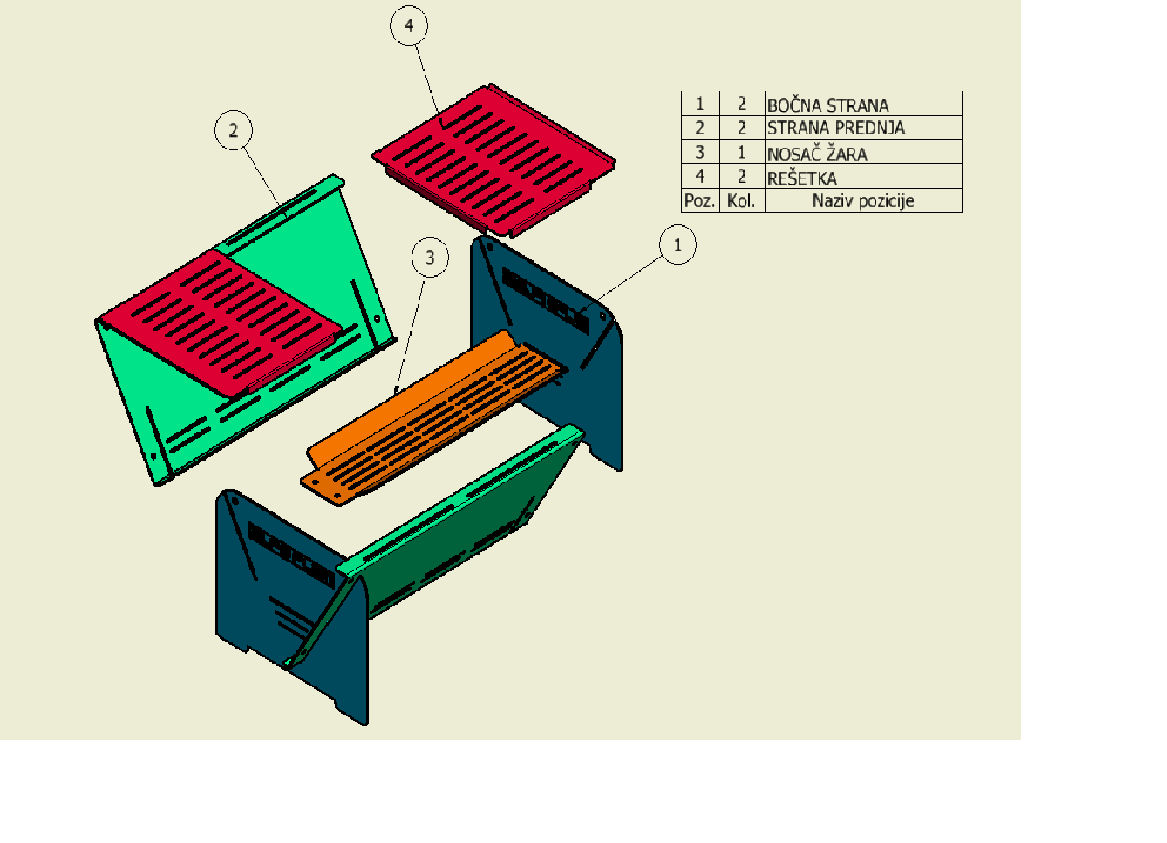 4
2
1 2 BOČNA STRANA
2 2 STRANA PREDNJA
3 1 NOSAČ ŽARA
4 2 REŠETKA
Poz. Kol. Naziv pozicije
3
1